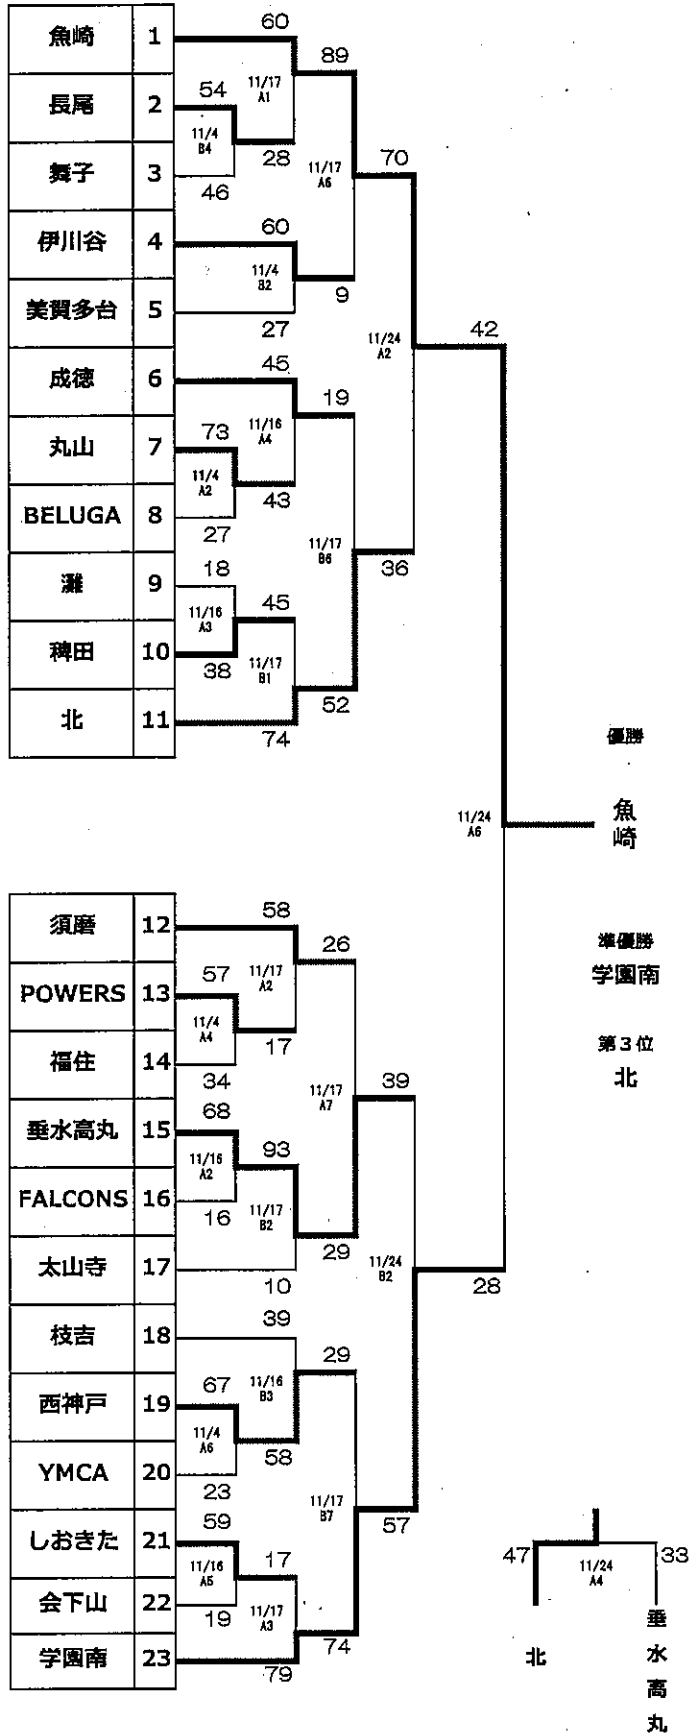 魚崎 1
長尾 2
舞子 3
伊川谷 4
美賀多台 5
成徳 6
丸山 7
BELUGA 8
灘 9
稗田 10
北 11
60
54
46
11/4 B4
11/17 A1
28
89
60
11/4 B2
27
9
11/17 A6
70
45
73
11/4 A2
27
11/16 A4
43
19
18
11/16 A3
38
45
11/17 B1
74
52
11/17 B6
36
11/24 A2
42
11/24 A6
優勝
魚崎
準優勝
学園南
第3位
北
須磨 12
POWERS 13
福住 14
垂水高丸 15
FALCONS 16
太山寺 17
枝吉 18
西神戸 19
YMCA 20
しおきた 21
会下山 22
学園南 23
58
57
11/4 A4
34
11/17 A2
17
26
68
11/16 A2
16
93
11/17 B2
10
29
11/17 A7
39
39
67
11/4 A6
23
11/16 B3
58
29
59
11/16 A5
19
17
11/17 A3
79
74
11/17 B7
57
11/24 B2
28
47
11/24 A4
33
北
垂水高丸